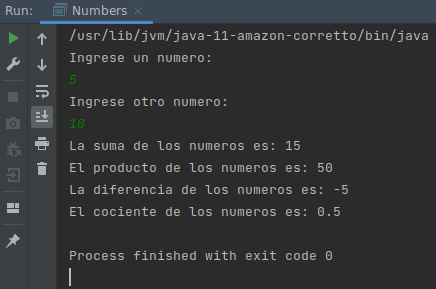 Run: Numbers
/usr/lib/jvm/java-11-amazon-corretto/bin/java
Ingrese un numero:
5
Ingrese otro numero:
10
La suma de los numeros es: 15
El producto de los numeros es: 50
La diferencia de los numeros es: -5
El cociente de los numeros es: 0.5
Process finished with exit code 0